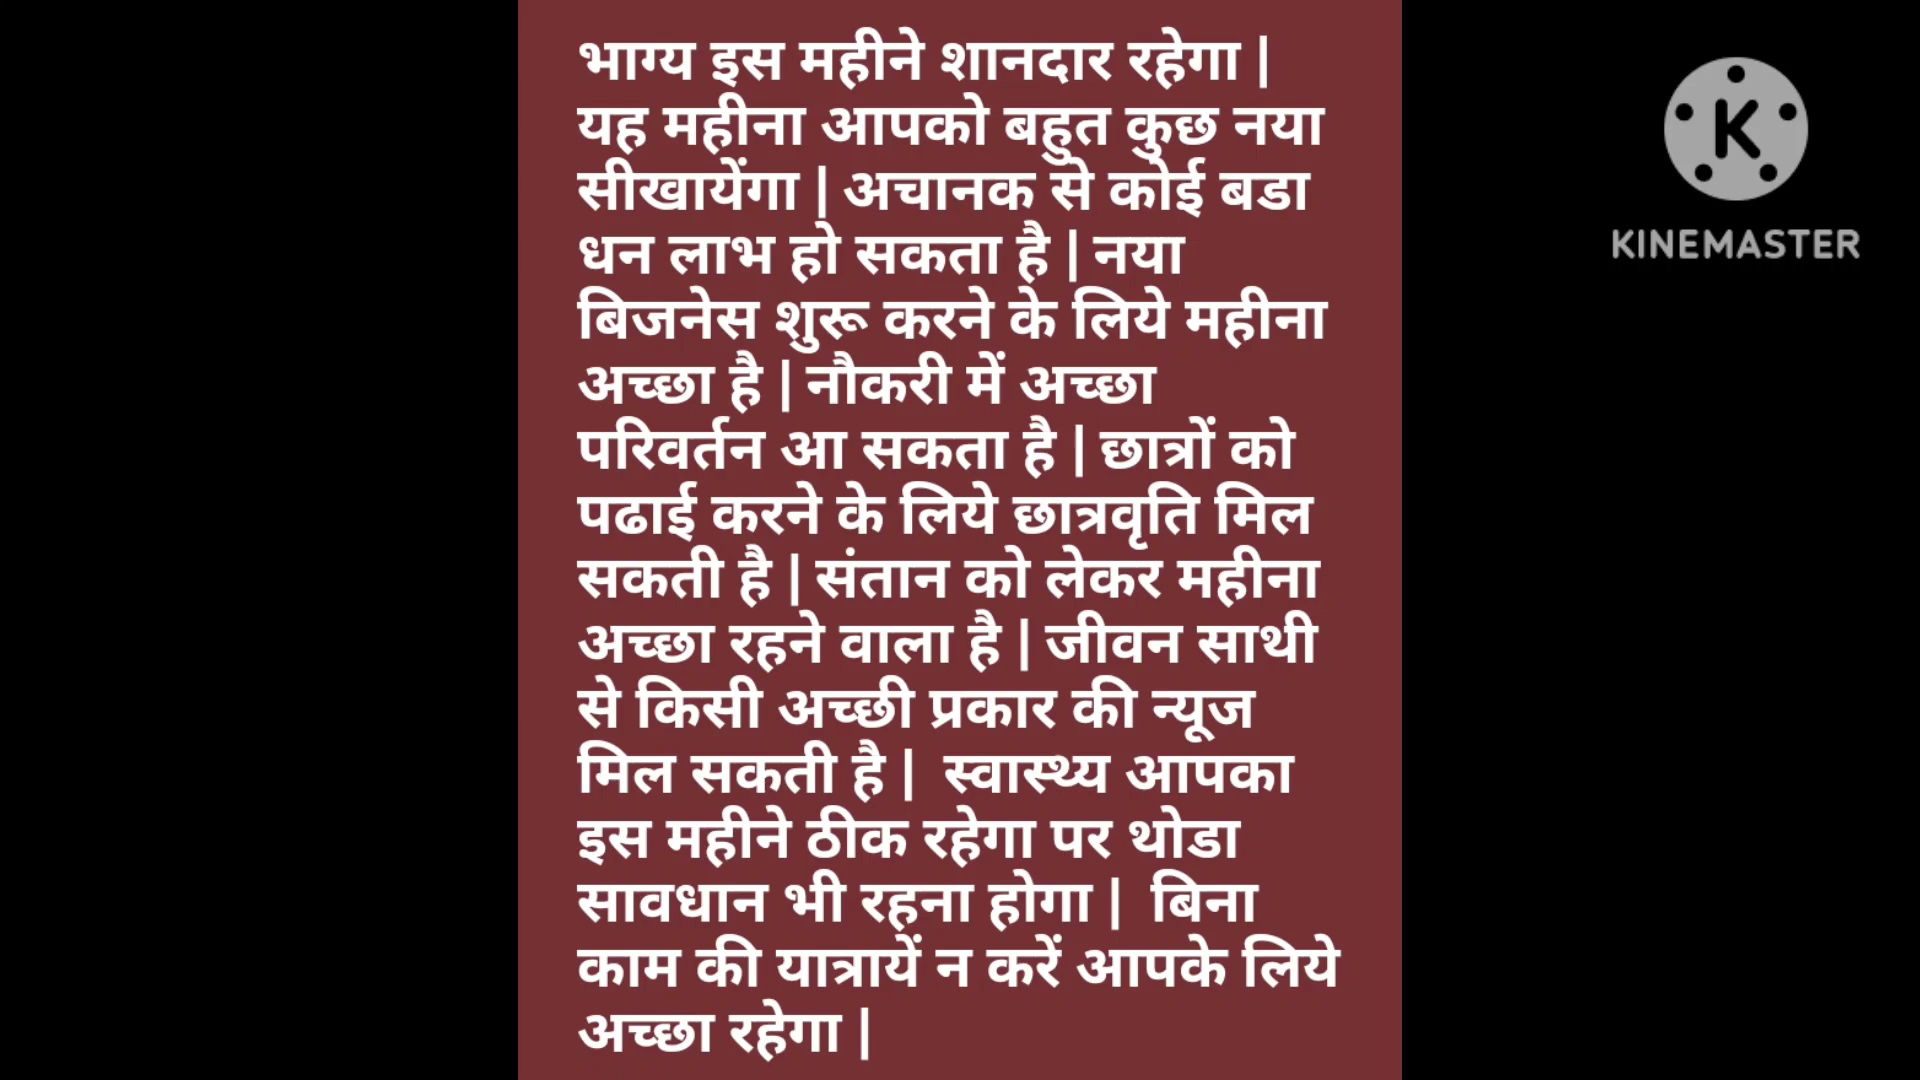 भाग्य इस महीने शानदार रहेगा |
यह महीना आपको बहुत कुछ नया
सीखायेंगा | अचानक से कोई बडा
धन लाभ हो सकता है | नया
बिजनेस शुरू करने के लिये महीना
अच्छा है | नौकरी में अच्छा
परिवर्तन आ सकता है | छात्रों को
पढाई करने के लिये छात्रवृति मिल
सकती है | संतान को लेकर महीना
अच्छा रहने वाला है | जीवन साथी
से किसी अच्छी प्रकार की न्यूज
मिल सकती है | स्वास्थ्य आपका
इस महीने ठीक रहेगा पर थोडा
सावधान भी रहना होगा | बिना
काम की यात्रायें न करें आपके लिये
अच्छा रहेगा |
K
KINEMASTER